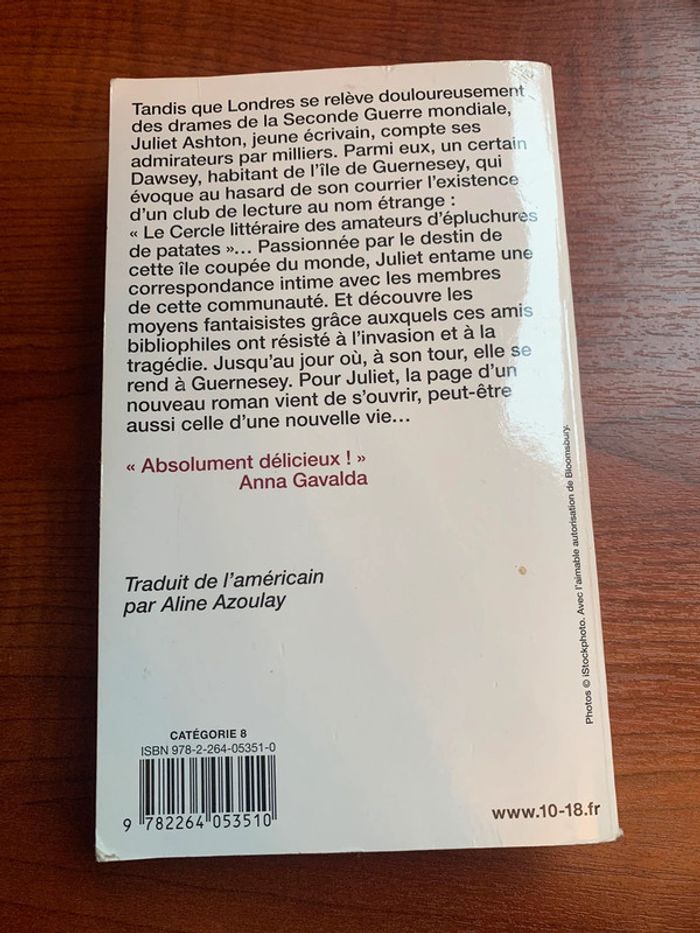 Tandis que Londres se relève douloureusement
des drames de la Seconde Guerre mondiale,
Juliet Ashton, jeune écrivain, compte ses
admirateurs par milliers. Parmi eux, un certain
Dawsey, habitant de l'île de Guernesey, qui
évoque au hasard de son courrier l'existence
d'un club de lecture au nom étrange :
« Le Cercle littéraire des amateurs d'épluchures
de patates »… Passionnée par le destin de
cette île coupée du monde, Juliet entame une
correspondance intime avec les membres
de cette communauté. Et découvre les
moyens fantaisistes grâce auxquels ces amis
bibliophiles ont résisté à l'invasion et à la
tragédie. Jusqu'au jour où, à son tour, elle se
rend à Guernesey. Pour Juliet, la page d'un
nouveau roman vient de s'ouvrir, peut-être
aussi celle d'une nouvelle vie…
« Absolument délicieux ! »
Anna Gavalda
Traduit de l'américain
par Aline Azoulay
CATÉGORIE 8
ISBN 978-2-264-05351-0
9 782264 053510
www.10-18.fr
Photos © iStockphoto. Avec l'aimable autorisation de Bloomsbury.